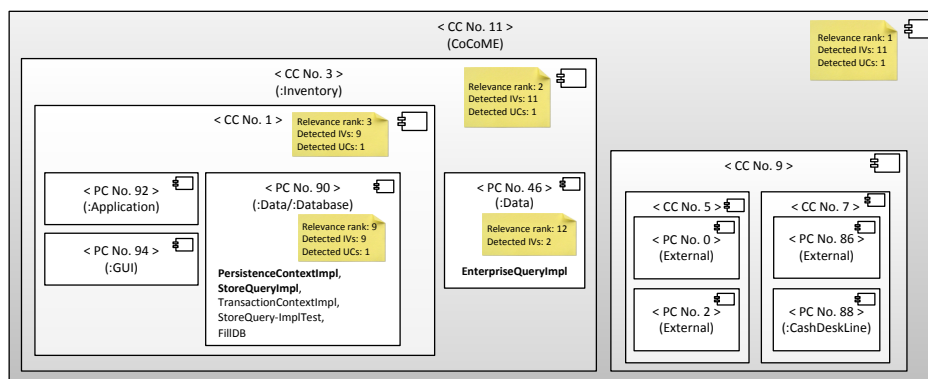 < CC No. 11 >
(CoCoME)
Relevance rank: 1
Detected IVs: 11
Detected UCs: 1
< CC No. 3 >
(:Inventory)
Relevance rank: 2
Detected IVs: 11
Detected UCs: 1
< CC No. 1 >
Relevance rank: 3
Detected IVs: 9
Detected UCs: 1
< PC No. 92 >
(:Application)
< PC No. 94 >
(:GUI)
< PC No. 90 >
(:Data/:Database)
Relevance rank: 9
Detected IVs: 9
Detected UCs: 1
PersistenceContextImpl,
StoreQueryImpl,
TransactionContextImpl,
StoreQuery-ImplTest,
FillDB
< PC No. 46 >
(:Data)
Relevance rank: 12
Detected IVs: 2
EnterpriseQueryImpl
< CC No. 9 >
< CC No. 5 >
< PC No. 0 >
(External)
< PC No. 2 >
(External)
< CC No. 7 >
< PC No. 86 >
(External)
< PC No. 88 >
(:CashDeskLine)